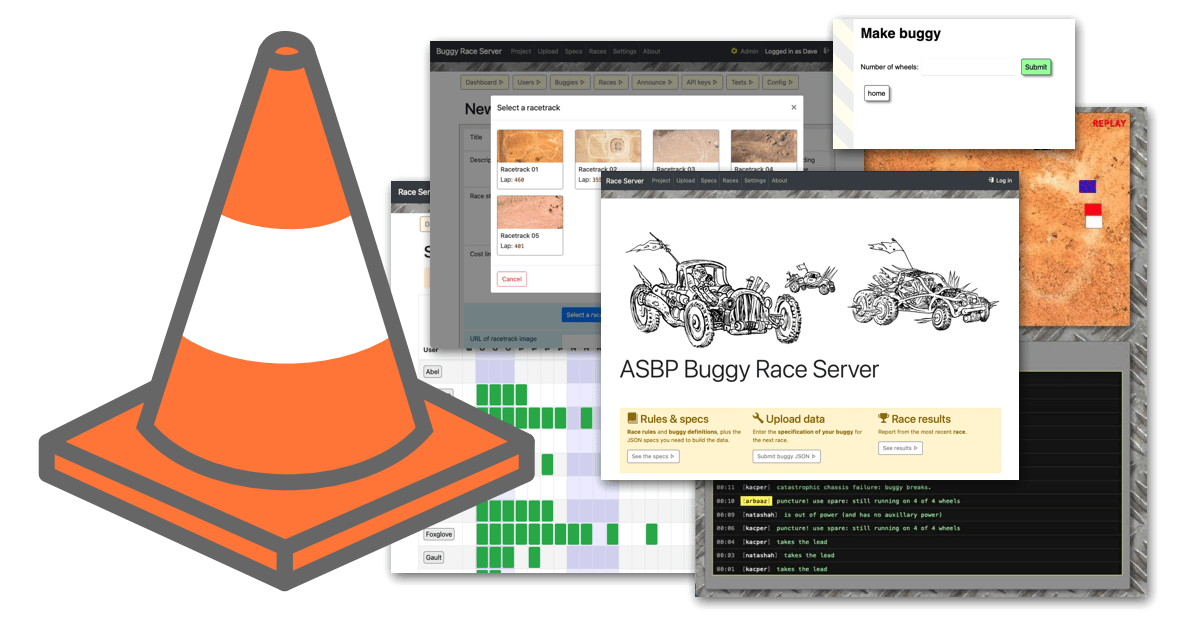 Buggy Race Server Project Upload Specs Races Settings About Admin Logged in as Dave
Dashboard Users Buggies Races Announce API keys Texts Config
New
Select a racetrack ×
Title
Racetrack 01
Lap: 460
Racetrack 02
Lap: 355
Racetrack 03
Racetrack 04
Racetrack 05
Lap: 401
Cancel
URL of racetrack image
Make buggy
Number of wheels:
Submit
home
REPLAY
Race Server Project Upload Specs Races Settings About Log in
ASBP Buggy Race Server
Rules & specs
Race rules and buggy definitions, plus the
JSON specs you need to build the data.
See the specs
Upload data
Enter the specification of your buggy for
the next race.
Submit buggy JSON
Race results
Report from the most recent race.
See results
User
Abel
Foxglove
Gault
00:11 [kacper] catastrophic chassis failure: buggy breaks.
00:10 [arbaaz] puncture! use spare: still running on 4 of 4 wheels
00:09 [natashah] is out of power (and has no auxillary power)
00:06 [kacper] puncture! use spare: still running on 4 of 4 wheels
00:04 [kacper] takes the lead
00:03 [natashah] takes the lead
00:01 [kacper] takes the lead